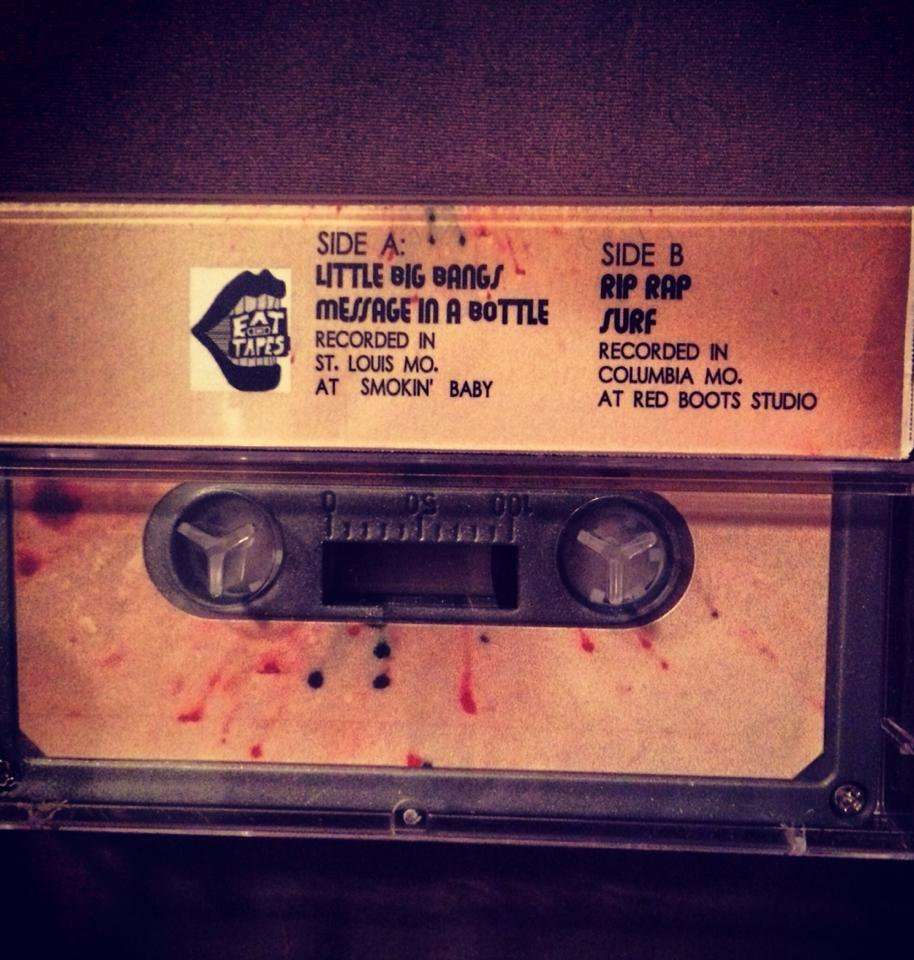 EAT
TAPES
SIDE A:
LITTLE BIG BANGS
MESSAGE IN A BOTTLE
RECORDED IN
ST. LOUIS MO.
AT SMOKIN' BABY
SIDE B
RIP RAP
SURF
RECORDED IN
COLUMBIA MO.
AT RED BOOTS STUDIO
0 50 100